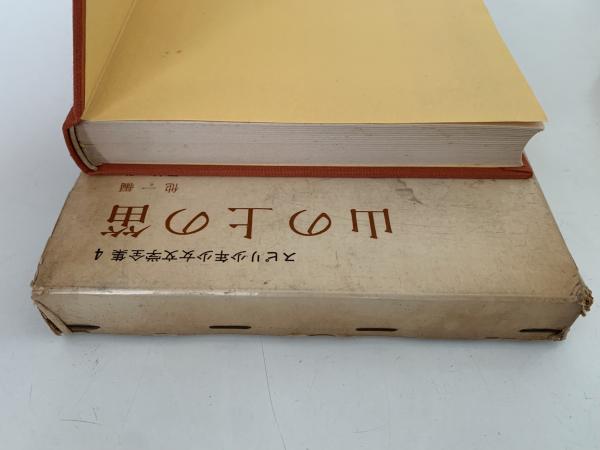 スピリ少年少女文学全集 4
山の上の笛
他一編